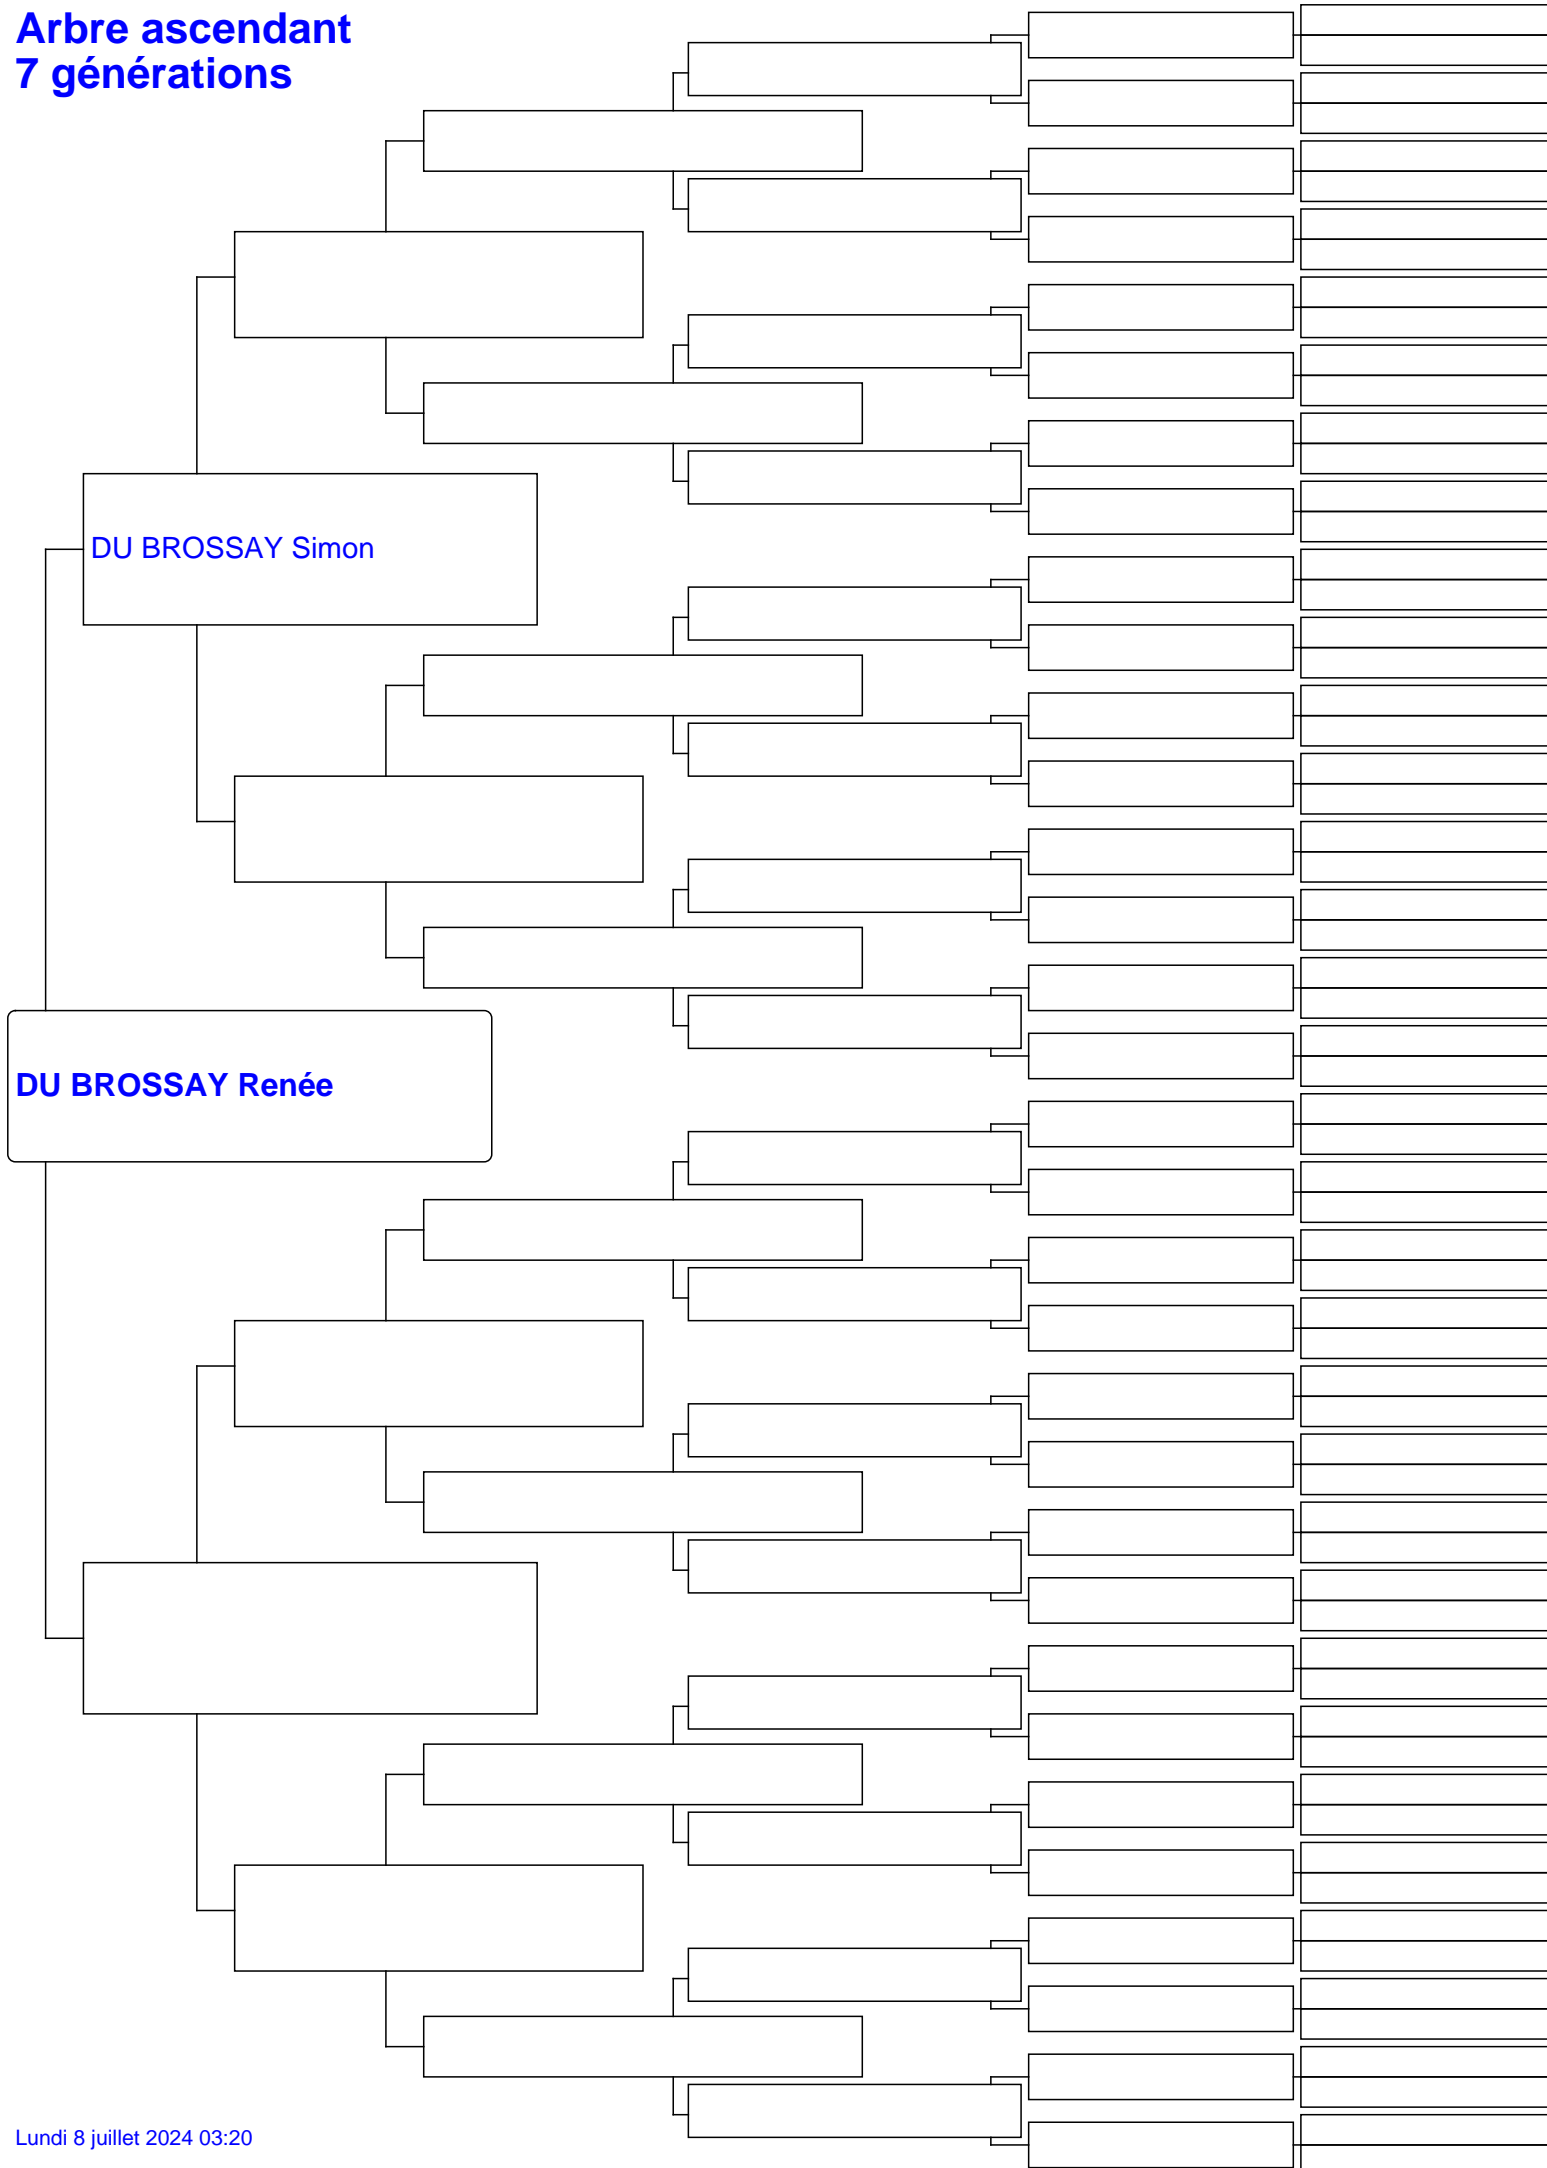 Arbre ascendant
7 générations
DU BROSSAY Simon
DU BROSSAY Renée
Lundi 8 juillet 2024 03:20